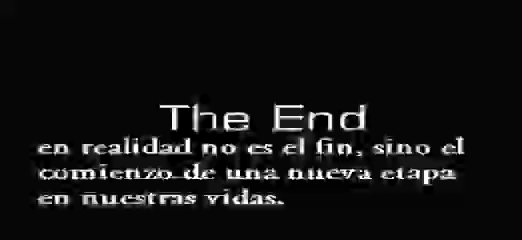 The End
en realidad no es el fin, sino el
comienzo de una nueva etapa
en nuestras vidas.